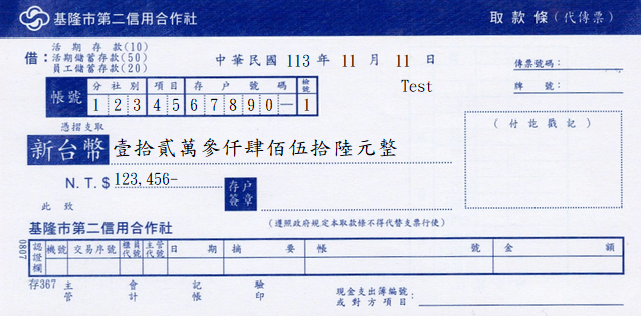 基隆市第二信用合作社 取款條(代傳票)
借： 活期存款(10)
活期儲蓄存款(50)
員工儲蓄存款(20)
中華民國 113 年 11 月 11 日
傳票號碼：
牌號：
Test
帳號 分社別 項目 存戶號碼 檢號
1 2 3 4 5 6 7 8 9 0 — 1
憑摺支取
新台幣 壹拾貳萬參仟肆佰伍拾陸元整
(付訖戳記)
N.T.$ 123,456-
存戶簽章
此致
基隆市第二信用合作社 (遵照政府規定本取款條不得代替支票行使)
0807
認證欄 機號 交易序號 櫃員代號 主管代號 日期 摘要 帳號 金額
存367 主管 會計 記帳 驗印
現金支出簿編號：
或對方項目